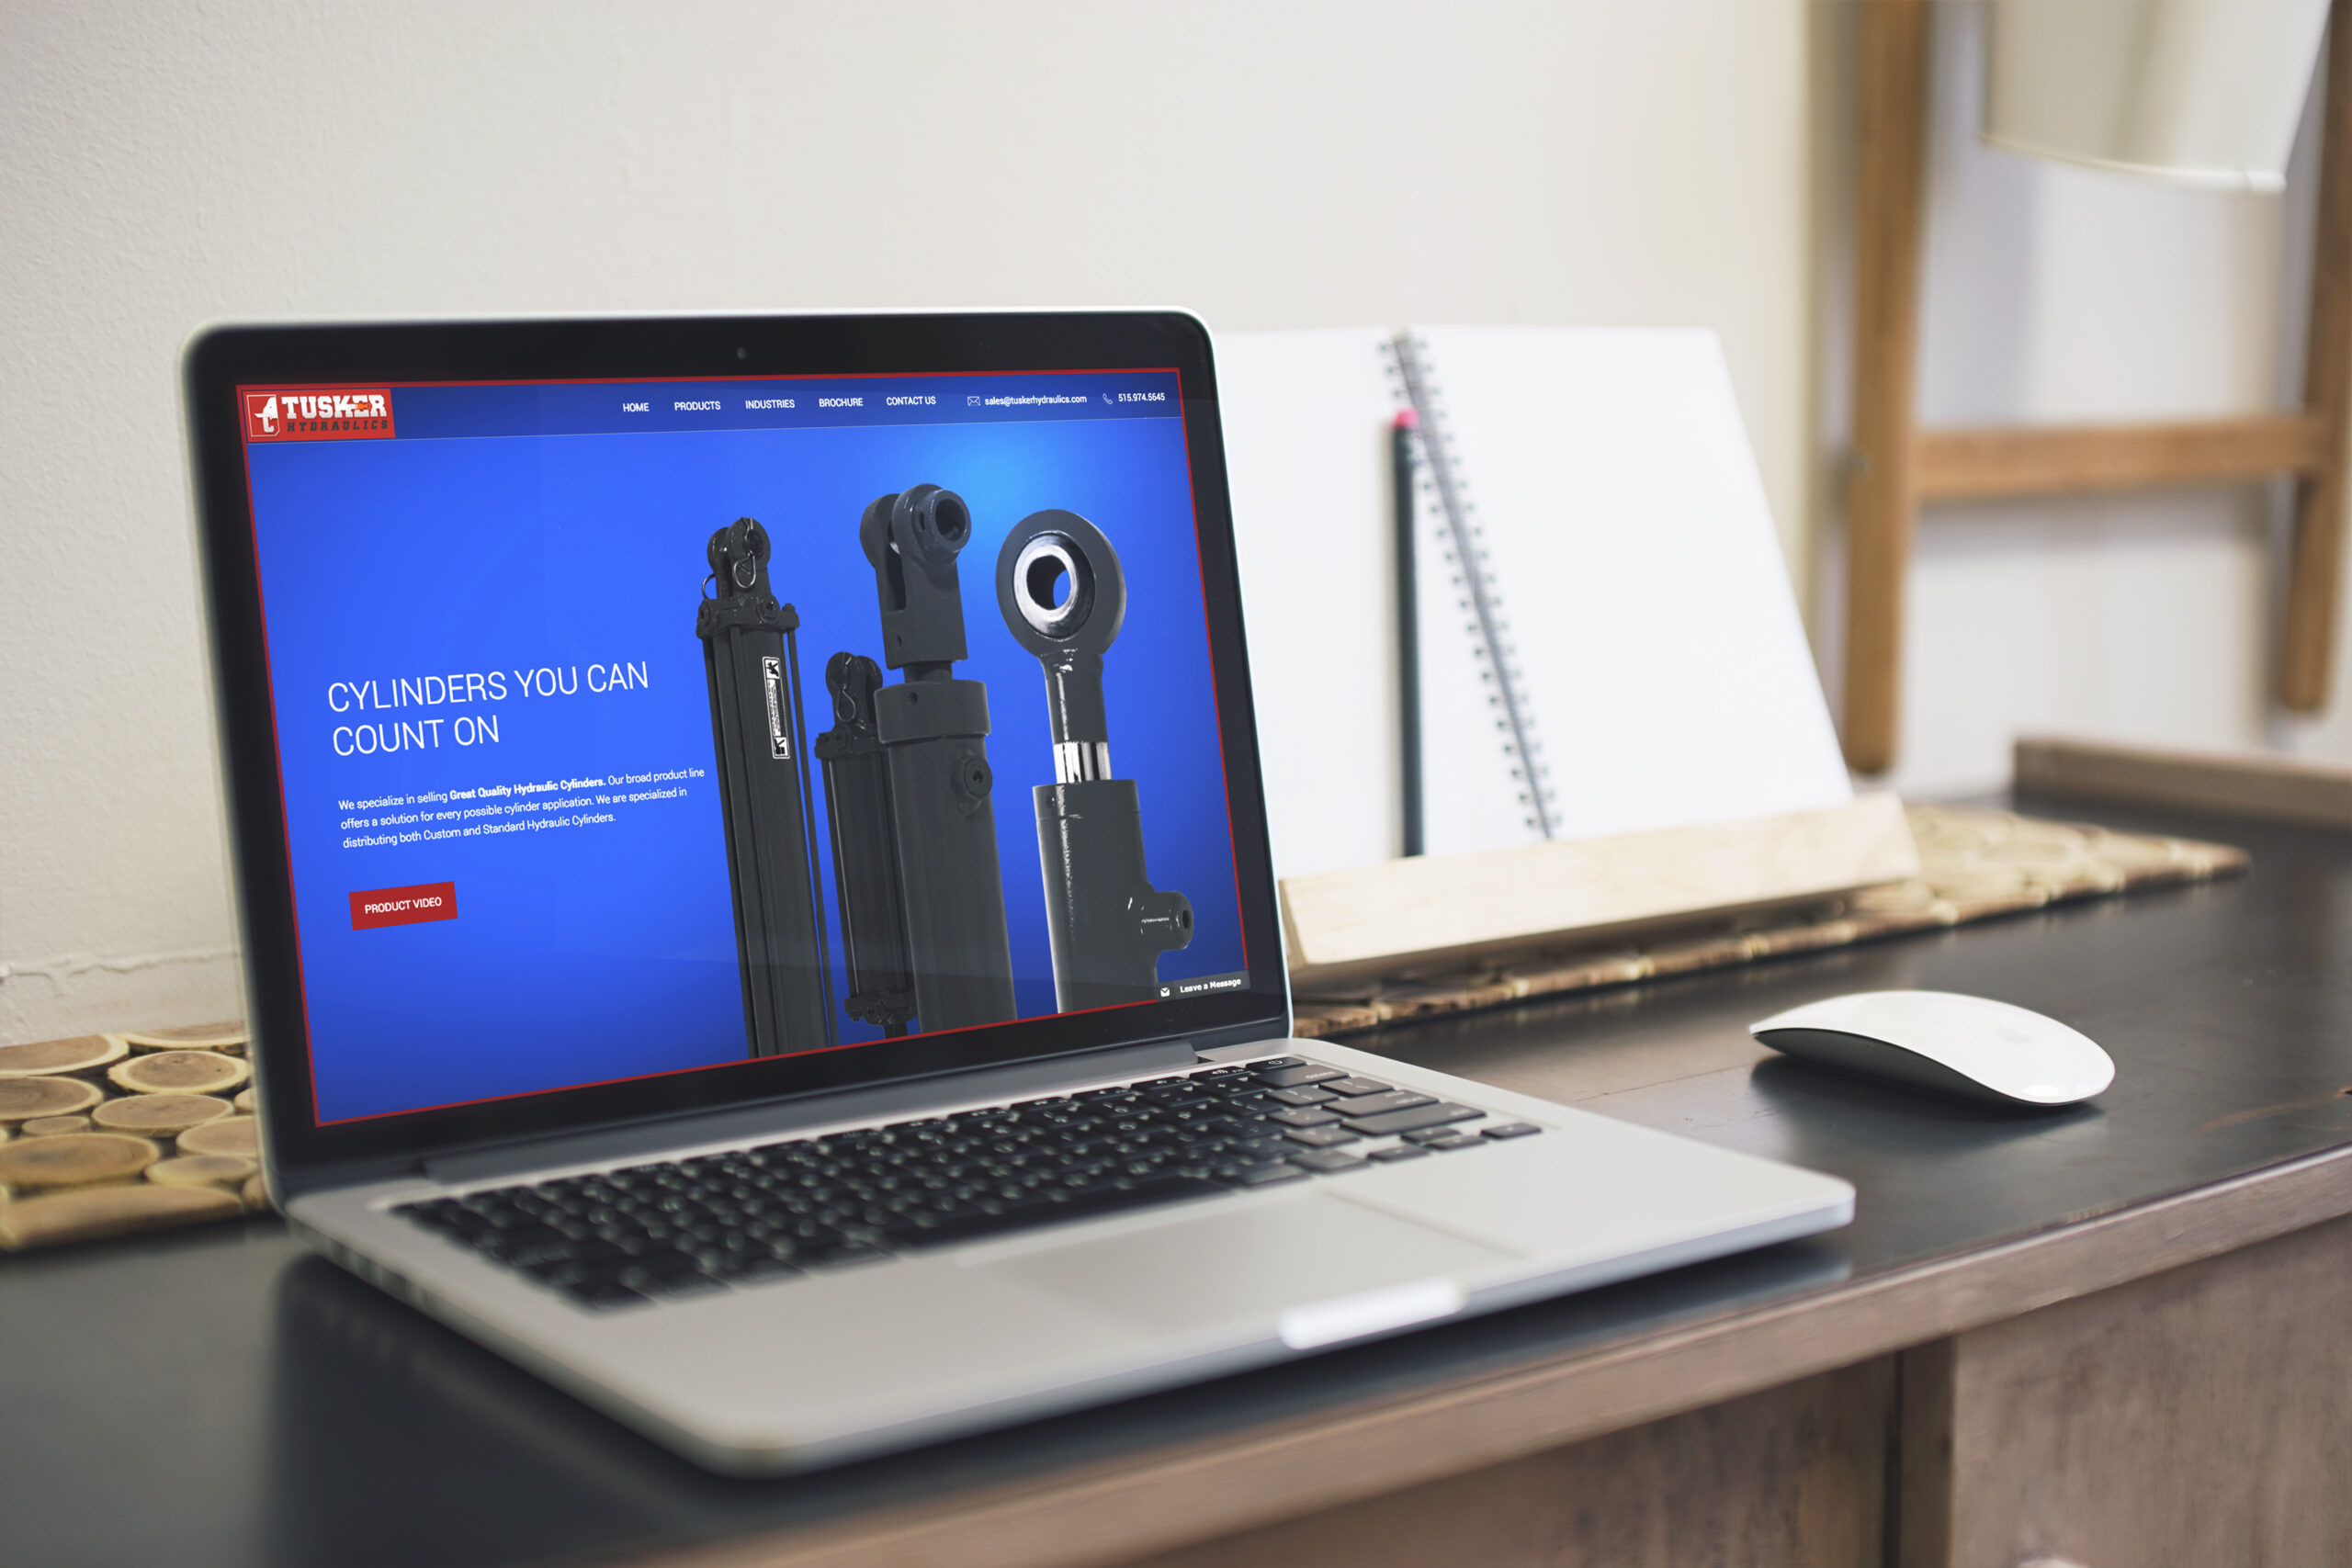 TUSKER
HYDRAULICS
HOME PRODUCTS INDUSTRIES BROCHURE CONTACT US sales@tuskerhydraulics.com 515.974.5645
CYLINDERS YOU CAN
COUNT ON
We specialize in selling Great Quality Hydraulic Cylinders. Our broad product line
offers a solution for every possible cylinder application. We are specialized in
distributing both Custom and Standard Hydraulic Cylinders.
PRODUCT VIDEO
Leave a Message